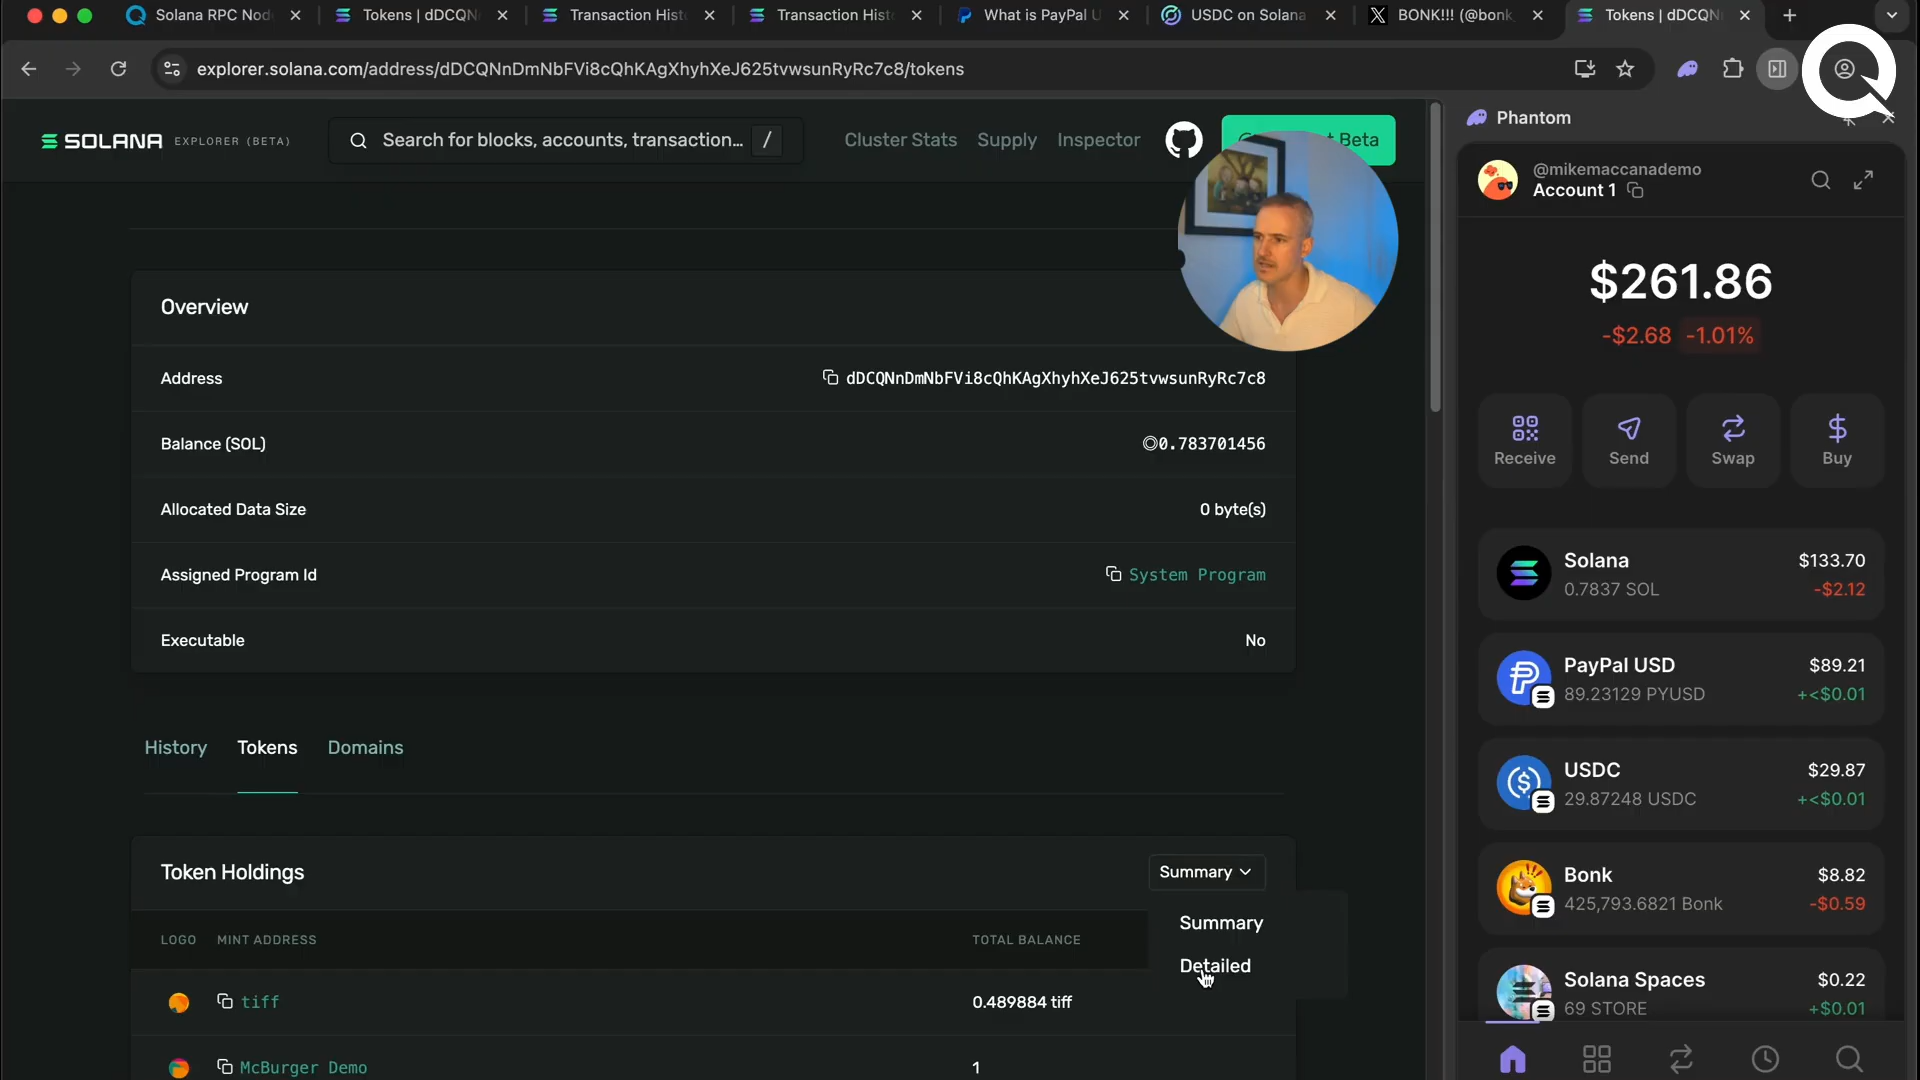 Solana RPC Nod
Tokens | dDCQN
Transaction Hist
Transaction Hist
What is PayPal U
USDC on Solana
BONK!!! (@bonk_
Tokens | dDCQN
explorer.solana.com/address/dDCQNnDmNbFVi8cQhKAgXhyhXeJ625tvwsunRyRc7c8/tokens
SOLANA EXPLORER (BETA)
Search for blocks, accounts, transaction... /
Cluster Stats
Supply
Inspector
Beta
Overview
Address
dDCQNnDmNbFVi8cQhKAgXhyhXeJ625tvwsunRyRc7c8
Balance (SOL)
◎0.783701456
Allocated Data Size
0 byte(s)
Assigned Program Id
System Program
Executable
No
History
Tokens
Domains
Token Holdings
Summary
Summary
Detailed
LOGO
MINT ADDRESS
TOTAL BALANCE
tiff
0.489884 tiff
McBurger Demo
1
Phantom
@mikemaccanademo
Account 1
$261.86
-$2.68 -1.01%
Receive
Send
Swap
Buy
Solana
$133.70
0.7837 SOL
-$2.12
PayPal USD
$89.21
89.23129 PYUSD
+<$0.01
USDC
$29.87
29.87248 USDC
+<$0.01
Bonk
$8.82
425,793.6821 Bonk
-$0.59
Solana Spaces
$0.22
69 STORE
+$0.01